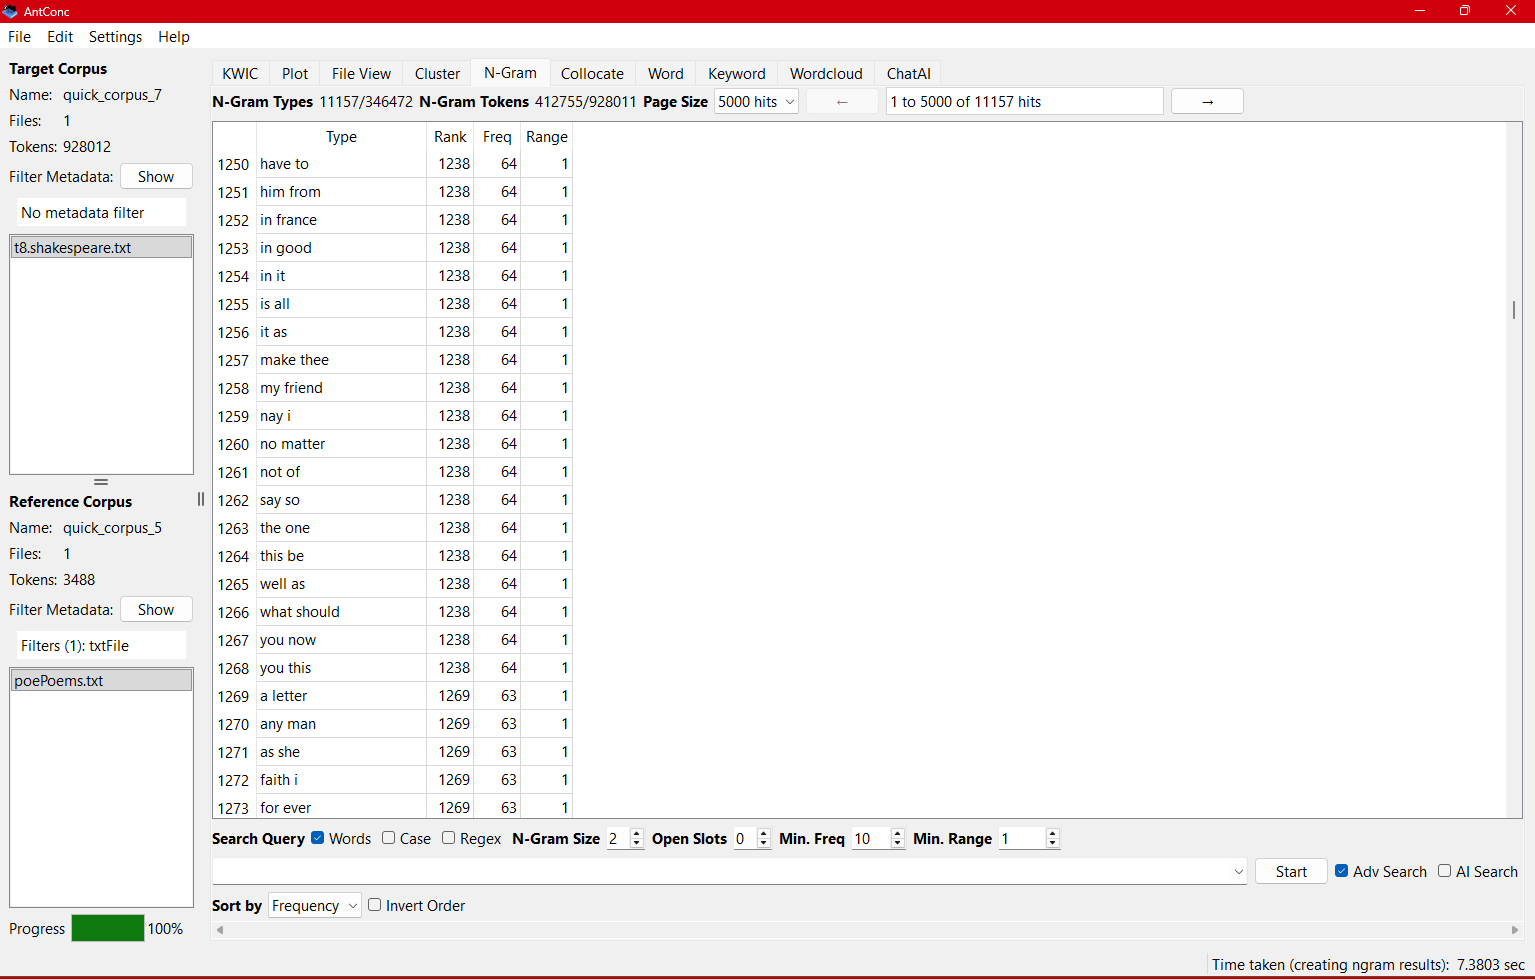 AntConc
File Edit Settings Help
Target Corpus
Name: quick_corpus_7
Files: 1
Tokens: 928012
Filter Metadata: Show
No metadata filter
t8.shakespeare.txt
Reference Corpus
Name: quick_corpus_5
Files: 1
Tokens: 3488
Filter Metadata: Show
Filters (1): txtFile
poePoems.txt
Progress 100%
KWIC Plot File View Cluster N-Gram Collocate Word Keyword Wordcloud ChatAI
N-Gram Types 11157/346472 N-Gram Tokens 412755/928011 Page Size 5000 hits ← 1 to 5000 of 11157 hits →
Type Rank Freq Range
1250 have to 1238 64 1
1251 him from 1238 64 1
1252 in france 1238 64 1
1253 in good 1238 64 1
1254 in it 1238 64 1
1255 is all 1238 64 1
1256 it as 1238 64 1
1257 make thee 1238 64 1
1258 my friend 1238 64 1
1259 nay i 1238 64 1
1260 no matter 1238 64 1
1261 not of 1238 64 1
1262 say so 1238 64 1
1263 the one 1238 64 1
1264 this be 1238 64 1
1265 well as 1238 64 1
1266 what should 1238 64 1
1267 you now 1238 64 1
1268 you this 1238 64 1
1269 a letter 1269 63 1
1270 any man 1269 63 1
1271 as she 1269 63 1
1272 faith i 1269 63 1
1273 for ever 1269 63 1
Search Query Words Case Regex N-Gram Size 2 Open Slots 0 Min. Freq 10 Min. Range 1
Start Adv Search AI Search
Sort by Frequency Invert Order
Time taken (creating ngram results): 7.3803 sec